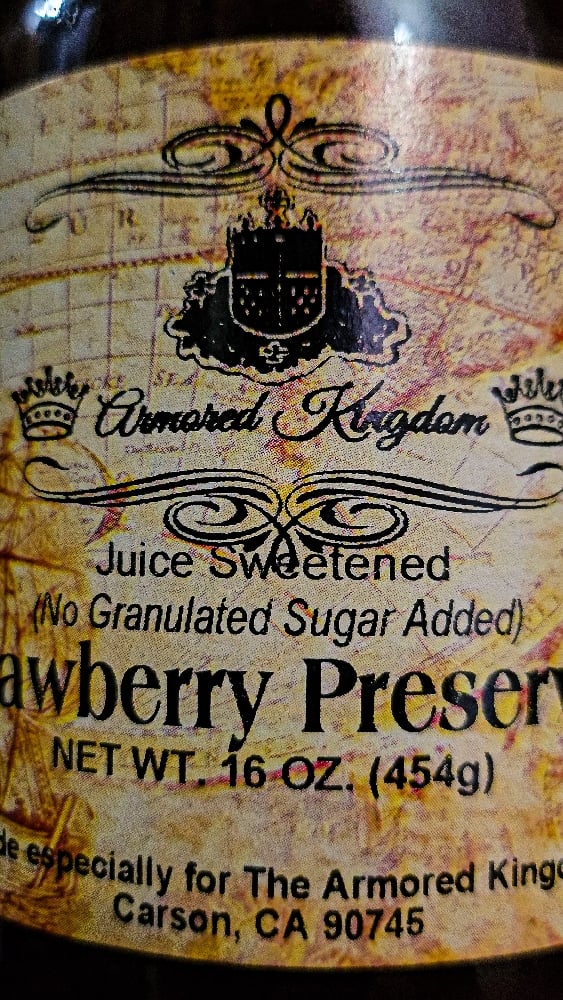 Armored Kingdom
Juice Sweetened
(No Granulated Sugar Added)
awberry Preserv
NET WT. 16 OZ. (454g)
de especially for The Armored Kingdo
Carson, CA 90745